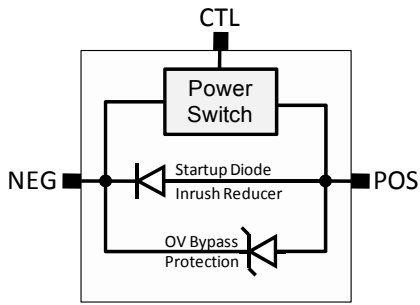 CTL
Power
Switch
NEG
Startup Diode
Inrush Reducer
POS
OV Bypass
Protection